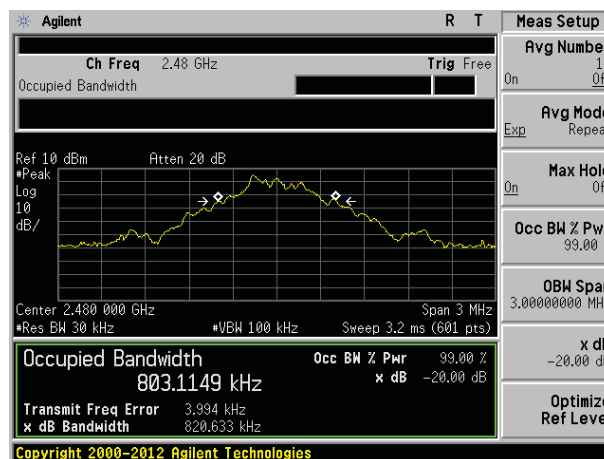 Agilent R T
Ch Freq 2.48 GHz Trig Free
Occupied Bandwidth
Ref 10 dBm Atten 20 dB
#Peak
Log
10
dB/
Center 2.480 000 GHz Span 3 MHz
#Res BW 30 kHz #VBW 100 kHz Sweep 3.2 ms (601 pts)
Occupied Bandwidth Occ BW % Pwr 99.00 %
803.1149 kHz x dB -20.00 dB
Transmit Freq Error 3.994 kHz
x dB Bandwidth 820.633 kHz
Copyright 2000-2012 Agilent Technologies
Meas Setup
Avg Number
1
On Of
Avg Mode
Exp Repea
Max Hold
On Of
Occ BW % Pw
99.00
OBW Span
3.00000000 MH
x dB
-20.00 d
Optimize
Ref Leve